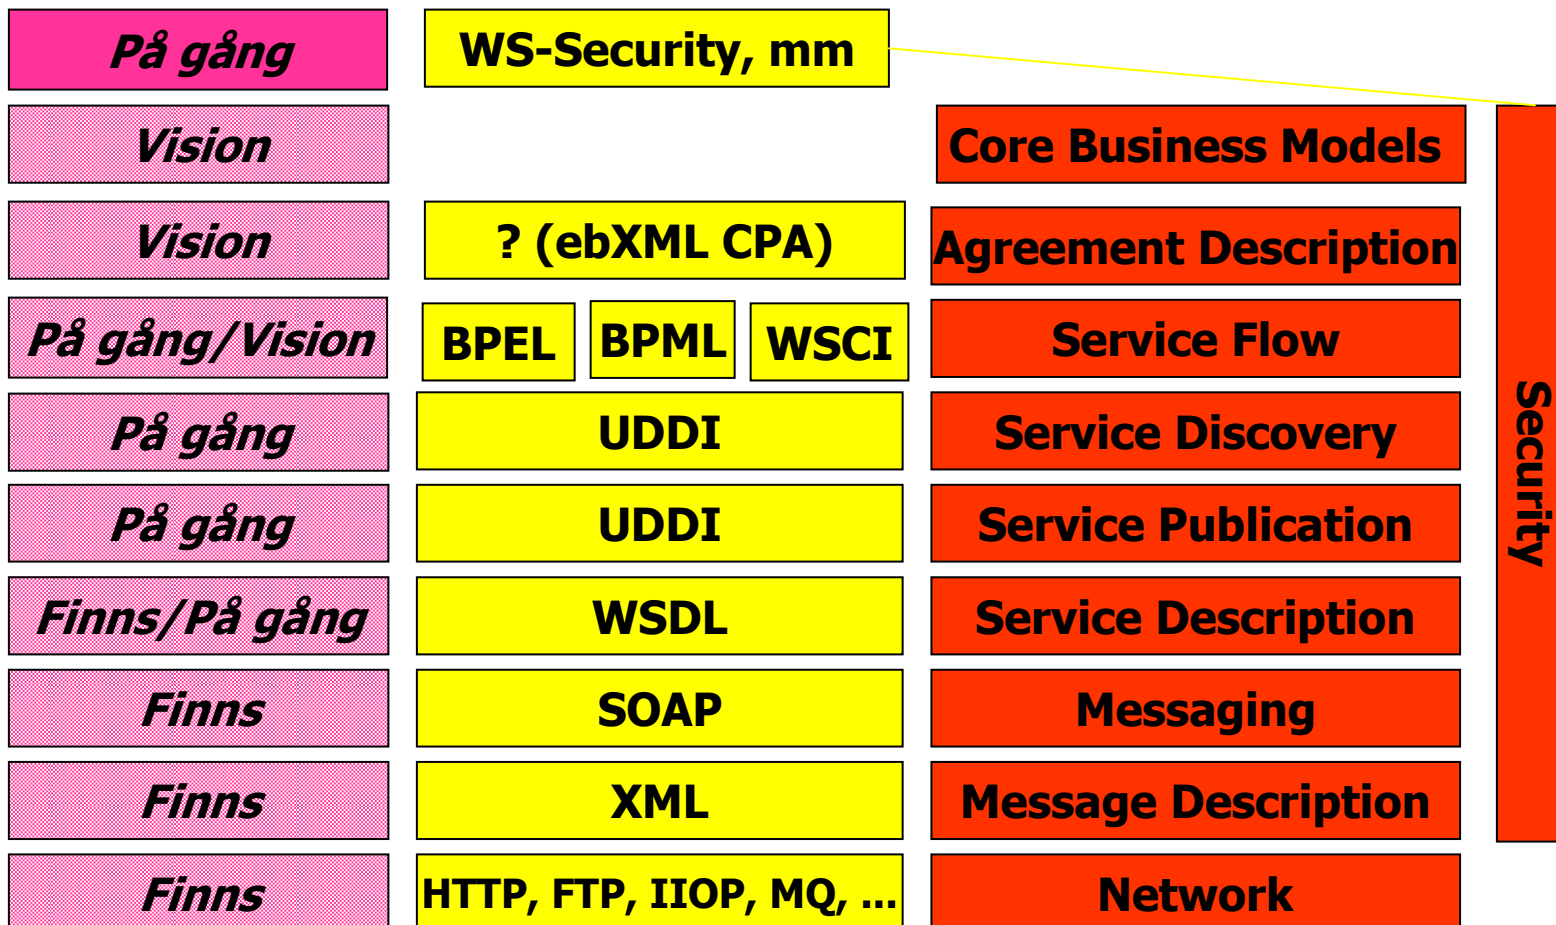 På gång
WS-Security, mm
Vision
Core Business Models
Vision
? (ebXML CPA)
Agreement Description
På gång/Vision
BPEL
BPML
WSCI
Service Flow
På gång
UDDI
Service Discovery
På gång
UDDI
Service Publication
Finns/På gång
WSDL
Service Description
Finns
SOAP
Messaging
Finns
XML
Message Description
Finns
HTTP, FTP, IIOP, MQ, ...
Network
Security